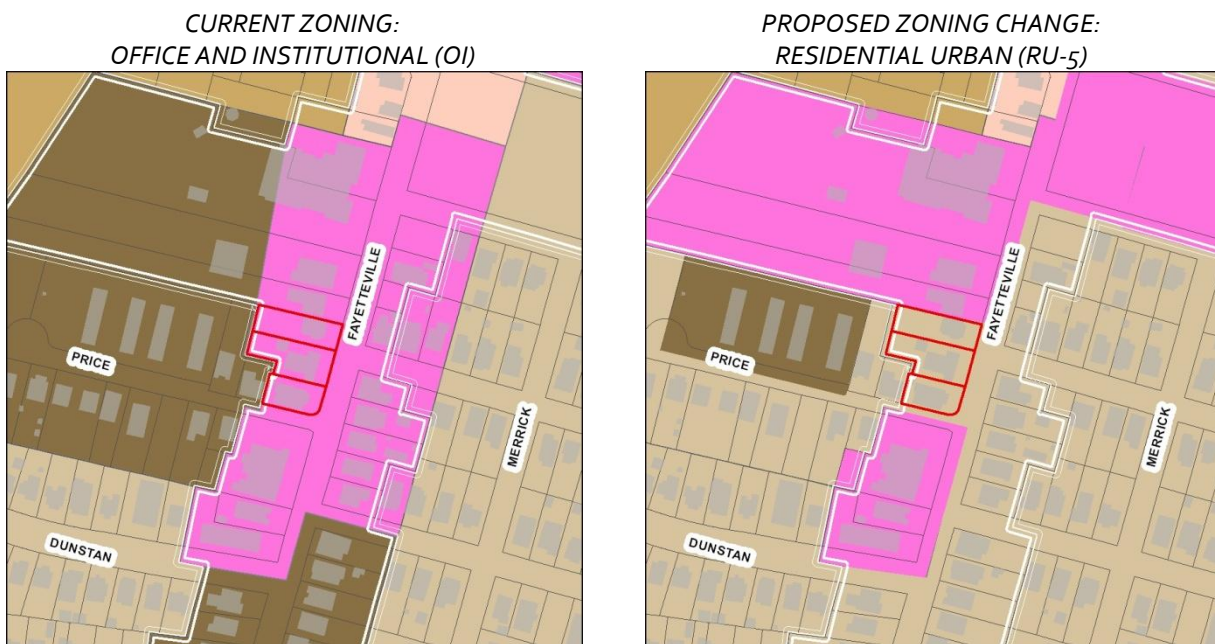 CURRENT ZONING:
OFFICE AND INSTITUTIONAL (OI)
FAYETTEVILLE
PRICE
MERRICK
DUNSTAN
PROPOSED ZONING CHANGE:
RESIDENTIAL URBAN (RU-5)
FAYETTEVILLE
PRICE
MERRICK
DUNSTAN